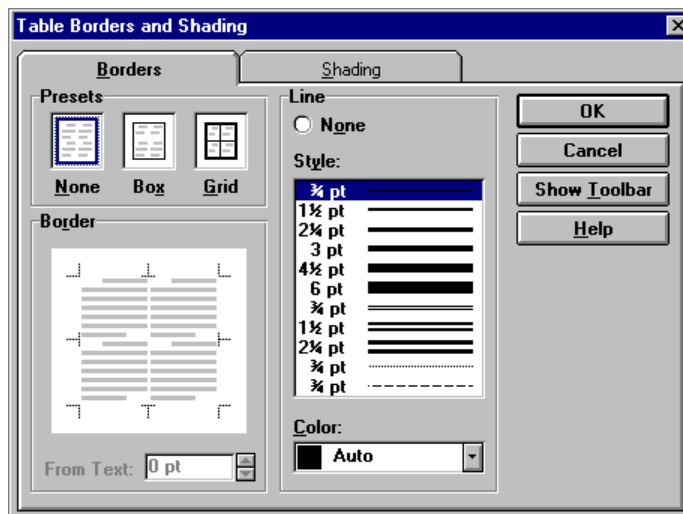 Table Borders and Shading
Borders
Shading
Presets
None
Box
Grid
Border
From Text: 0 pt
Line
None
Style:
¾ pt
1½ pt
2¼ pt
3 pt
4½ pt
6 pt
¾ pt
1½ pt
2¼ pt
¾ pt
¾ pt
Color:
Auto
OK
Cancel
Show Toolbar
Help